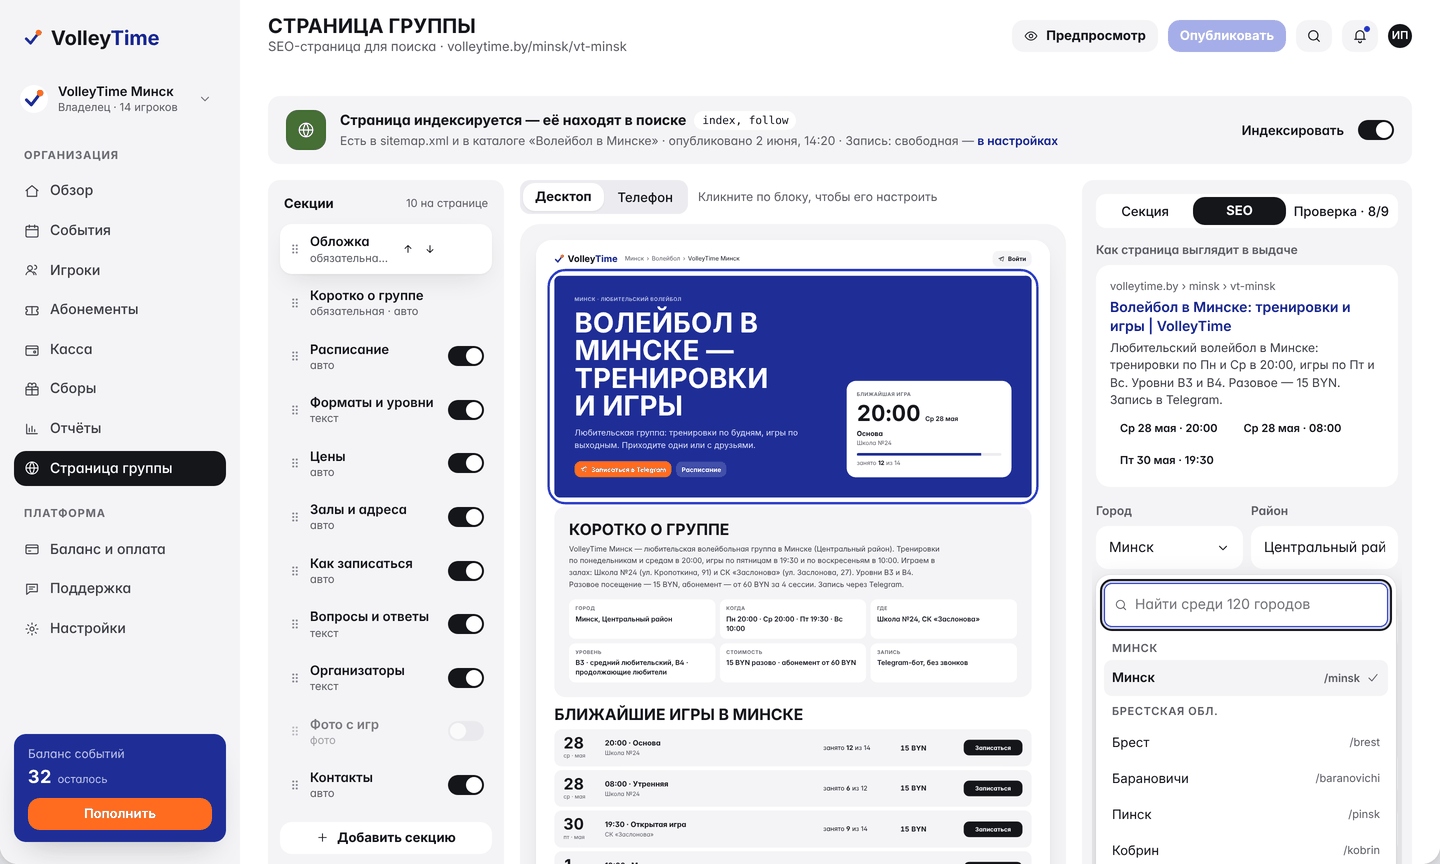 VolleyTime
VolleyTime Минск
Владелец · 14 игроков
ОРГАНИЗАЦИЯ
Обзор
События
Игроки
Абонементы
Касса
Сборы
Отчёты
Страница группы
ПЛАТФОРМА
Баланс и оплата
Поддержка
Настройки
Баланс событий
32 осталось
Пополнить
СТРАНИЦА ГРУППЫ
SEO-страница для поиска · volleytime.by/minsk/vt-minsk
Предпросмотр
Опубликовать
ИП
Страница индексируется — её находят в поиске index, follow
Есть в sitemap.xml и в каталоге «Волейбол в Минске» · опубликовано 2 июня, 14:20 · Запись: свободная — в настройках
Индексировать
Секции 10 на странице
Обложка
обязательна...
Коротко о группе
обязательная · авто
Расписание
авто
Форматы и уровни
текст
Цены
авто
Залы и адреса
авто
Как записаться
авто
Вопросы и ответы
текст
Организаторы
текст
Фото с игр
фото
Контакты
авто
+ Добавить секцию
Десктоп Телефон Кликните по блоку, чтобы его настроить
VolleyTime Минск › Волейбол › VolleyTime Минск Войти
МИНСК · ЛЮБИТЕЛЬСКИЙ ВОЛЕЙБОЛ
ВОЛЕЙБОЛ В
МИНСКЕ —
ТРЕНИРОВКИ
И ИГРЫ
Любительская группа: тренировки по будням, игры по
выходным. Приходите одни или с друзьями.
Записаться в Telegram Расписание
БЛИЖАЙШАЯ ИГРА
20:00 Ср 28 мая
Основа
Школа №24
занято 12 из 14
КОРОТКО О ГРУППЕ
VolleyTime Минск — любительская волейбольная группа в Минске (Центральный район). Тренировки
по понедельникам и средам в 20:00, игры по пятницам в 19:30 и по воскресеньям в 10:00. Играем в
залах: Школа №24 (ул. Кропоткина, 91) и СК «Заслонова» (ул. Заслонова, 27). Уровни B3 и B4.
Разовое посещение — 15 BYN, абонемент — от 60 BYN за 4 сессии. Запись через Telegram.
ГОРОД
Минск, Центральный район
КОГДА
Пн 20:00 · Ср 20:00 · Пт 19:30 · Вс
10:00
ГДЕ
Школа №24, СК «Заслонова»
УРОВЕНЬ
B3 · средний любительский, B4 ·
продолжающие любители
СТОИМОСТЬ
15 BYN разово · абонемент от 60 BYN
ЗАПИСЬ
Telegram-бот, без звонков
БЛИЖАЙШИЕ ИГРЫ В МИНСКЕ
28 20:00 · Основа занято 12 из 14 15 BYN Записаться
ср · мая Школа №24
28 08:00 · Утренняя занято 6 из 12 15 BYN Записаться
ср · мая Школа №24
30 19:30 · Открытая игра занято 9 из 14 15 BYN Записаться
пт · мая СК «Заслонова»
Секция SEO Проверка · 8/9
Как страница выглядит в выдаче
volleytime.by › minsk › vt-minsk
Волейбол в Минске: тренировки и
игры | VolleyTime
Любительский волейбол в Минске:
тренировки по Пн и Ср в 20:00, игры по Пт и
Вс. Уровни B3 и B4. Разовое — 15 BYN.
Запись в Telegram.
Ср 28 мая · 20:00 Ср 28 мая · 08:00
Пт 30 мая · 19:30
Город Район
Минск Центральный рай
Найти среди 120 городов
МИНСК
Минск /minsk
БРЕСТСКАЯ ОБЛ.
Брест /brest
Барановичи /baranovichi
Пинск /pinsk
Кобрин /kobrin